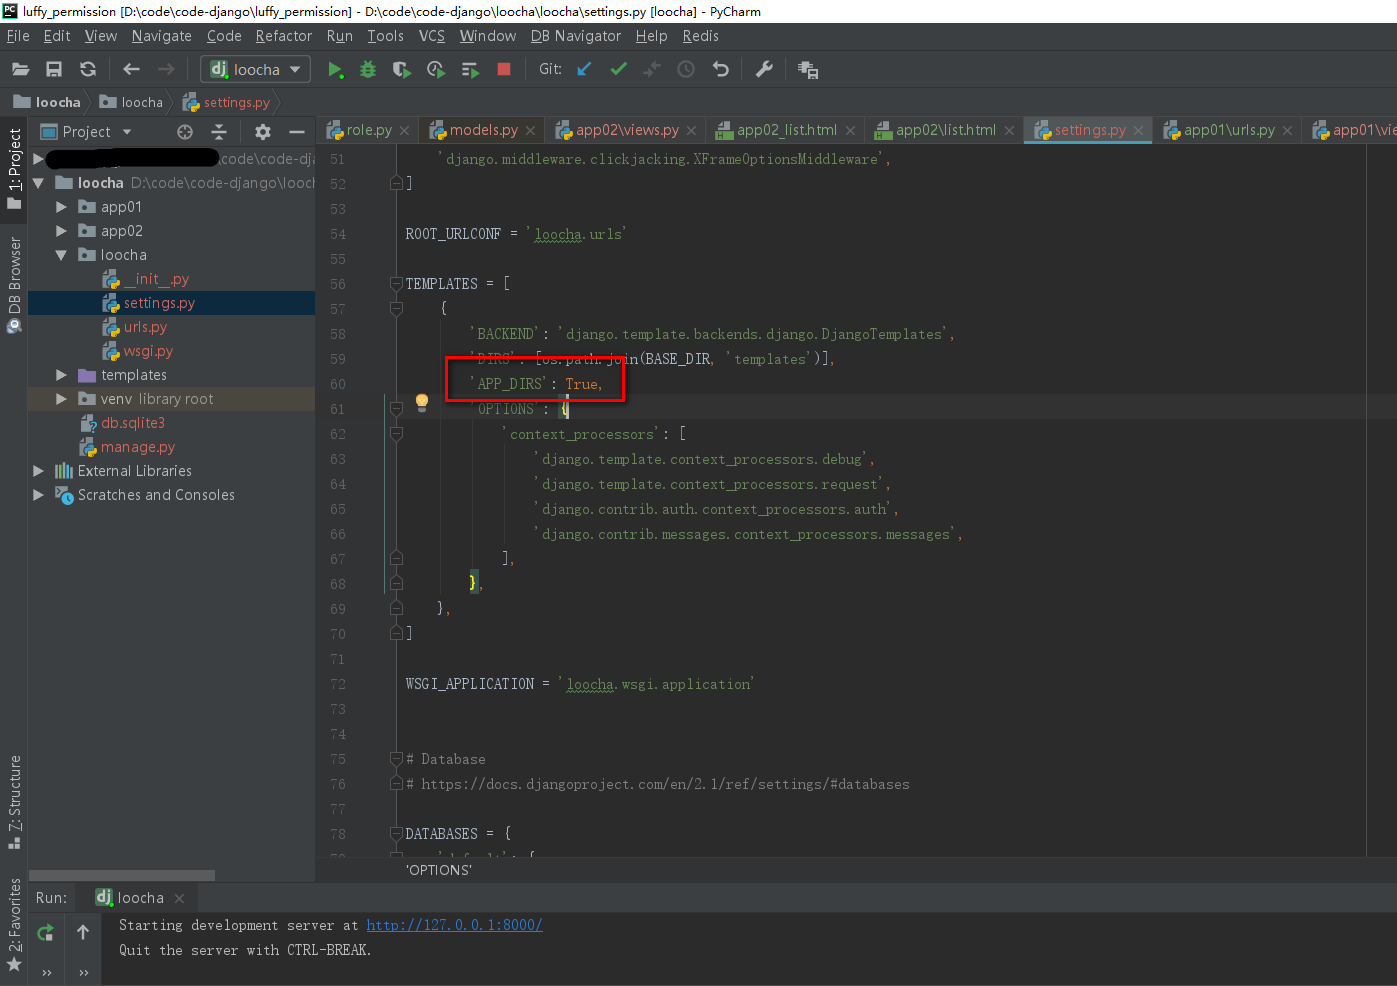 luffy_permission [D:\code\code-django\luffy_permission] - D:\code\code-django\loocha\loocha\settings.py [loocha] - PyCharm
File Edit View Navigate Code Refactor Run Tools VCS Window DB Navigator Help Redis
loocha Git:
loocha loocha settings.py
Project role.py models.py app02\views.py app02_list.html app02\list.html settings.py app01\urls.py app01\vie
\code\code-dj
loocha D:\code\code-django\looch
app01
app02
loocha
__init__.py
settings.py
urls.py
wsgi.py
templates
venv library root
db.sqlite3
manage.py
External Libraries
Scratches and Consoles
1: Project
DB Browser
7: Structure
2: Favorites
51 'django.middleware.clickjacking.XFrameOptionsMiddleware',
52 ]
53
54 ROOT_URLCONF = 'loocha.urls'
55
56 TEMPLATES = [
57 {
58 'BACKEND': 'django.template.backends.django.DjangoTemplates',
59 'DIRS': [os.path.join(BASE_DIR, 'templates')],
60 'APP_DIRS': True,
61 'OPTIONS': {
62 'context_processors': [
63 'django.template.context_processors.debug',
64 'django.template.context_processors.request',
65 'django.contrib.auth.context_processors.auth',
66 'django.contrib.messages.context_processors.messages',
67 ],
68 },
69 },
70 ]
71
72 WSGI_APPLICATION = 'loocha.wsgi.application'
73
74
75 # Database
76 # https://docs.djangoproject.com/en/2.1/ref/settings/#databases
77
78 DATABASES = {
'default': {
'OPTIONS'
Run: loocha
Starting development server at http://127.0.0.1:8000/
Quit the server with CTRL-BREAK.